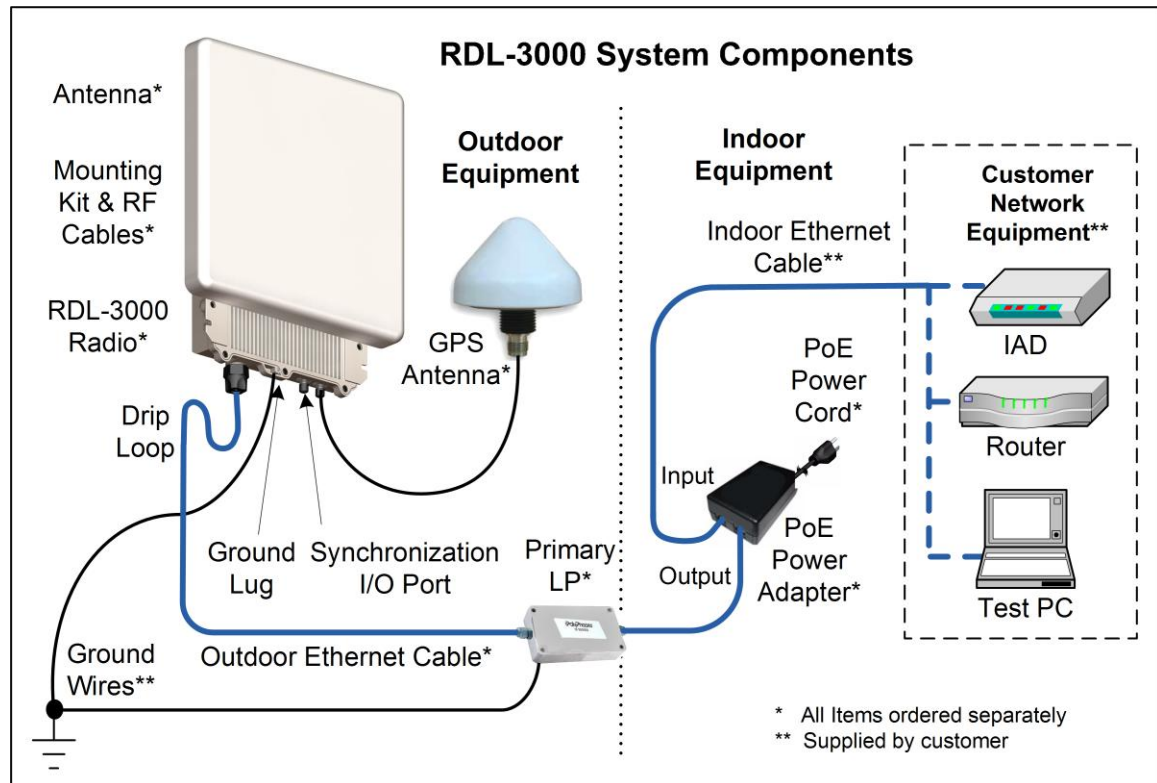 RDL-3000 System Components
Antenna*
Mounting
Kit & RF
Cables*
RDL-3000
Radio*
Drip
Loop
Outdoor
Equipment
GPS
Antenna*
Ground
Lug
Synchronization
I/O Port
Primary
LP*
Outdoor Ethernet Cable*
Ground
Wires**
Indoor
Equipment
Indoor Ethernet
Cable**
PoE
Power
Cord*
Input
Output
PoE
Power
Adapter*
Customer
Network
Equipment**
IAD
Router
Test PC
* All Items ordered separately
** Supplied by customer